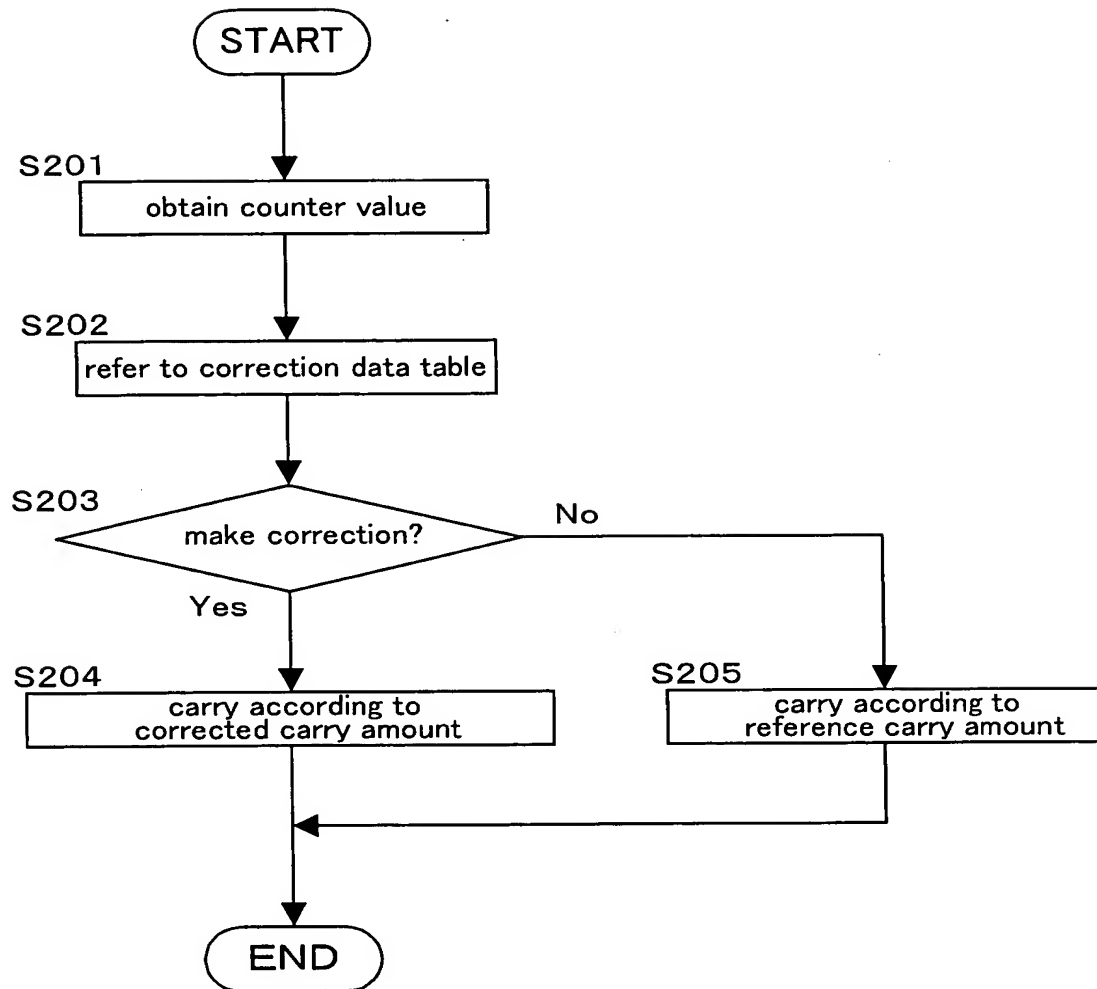 START
S201
obtain counter value
S202
refer to correction data table
S203
make correction?
No
Yes
S204
carry according to
corrected carry amount
S205
carry according to
reference carry amount
END